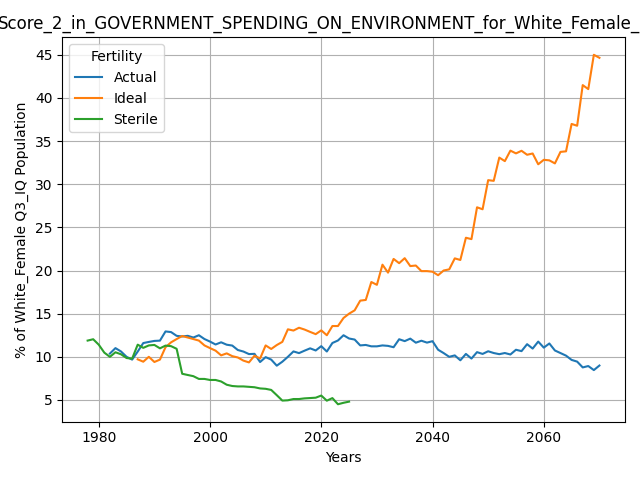 Score_2_in_GOVERNMENT_SPENDING_ON_ENVIRONMENT_for_White_Female_
Fertility
Actual
Ideal
Sterile
% of White_Female Q3_IQ Population
45
40
35
30
25
20
15
10
5
1980
2000
2020
2040
2060
Years